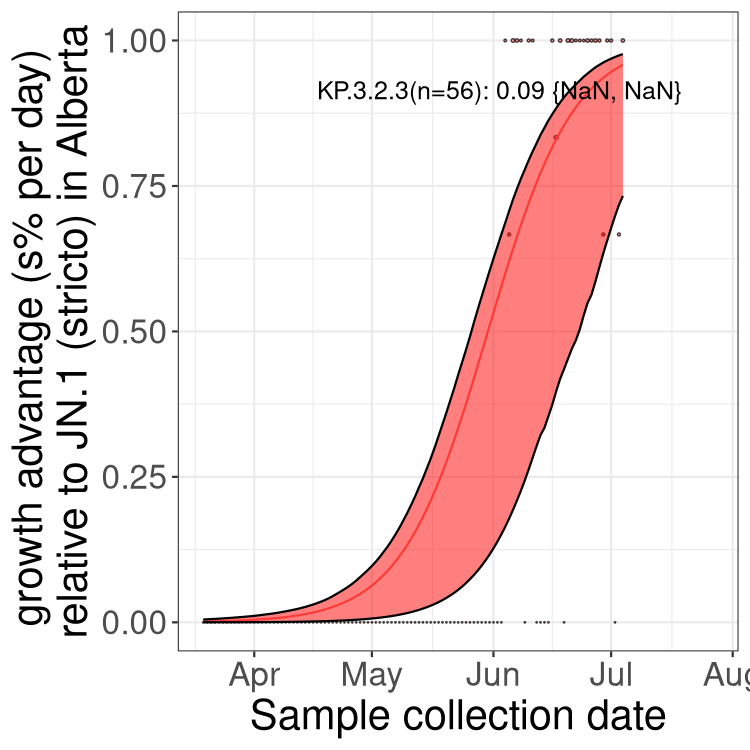 growth advantage (s% per day)
relative to JN.1 (stricto) in Alberta
1.00
0.75
0.50
0.25
0.00
KP.3.2.3(n=56): 0.09 {NaN, NaN}
Apr May Jun Jul Aug
Sample collection date